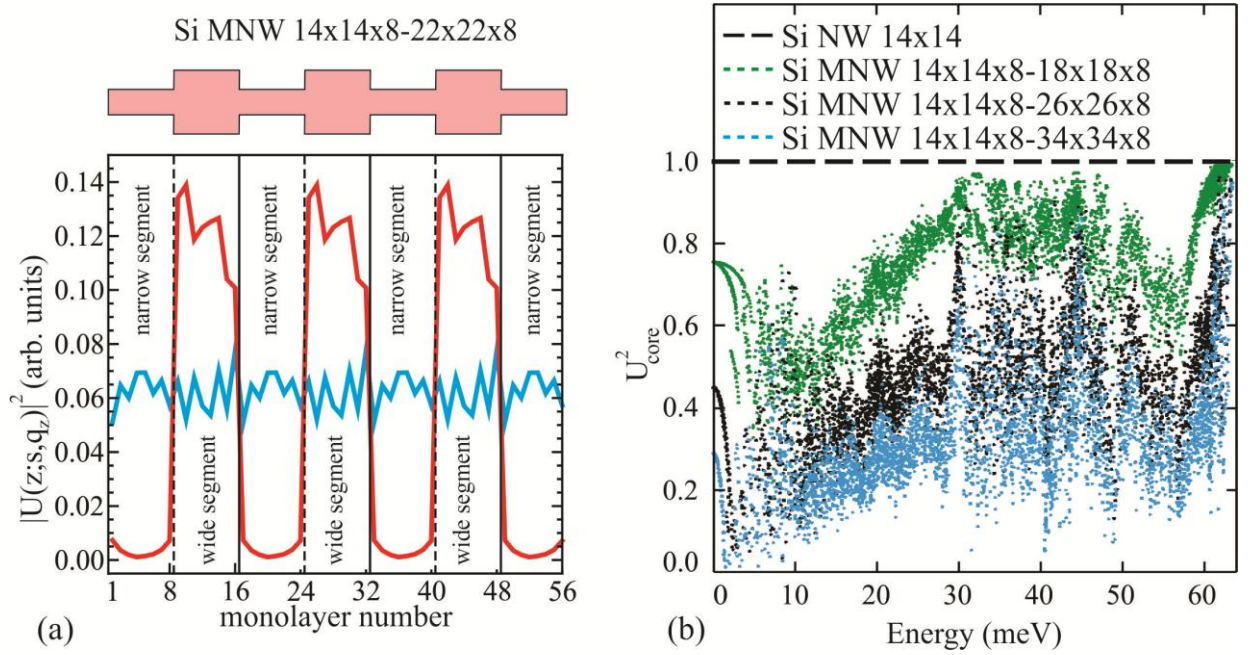 Si MNW 14x14x8-22x22x8
|U(z;s,q_z)|² (arb. units)
0.14
0.12
0.10
0.08
0.06
0.04
0.02
0.00
narrow segment
wide segment
narrow segment
wide segment
narrow segment
wide segment
narrow segment
1 8 16 24 32 40 48 56
monolayer number
(a)
Si NW 14x14
Si MNW 14x14x8-18x18x8
Si MNW 14x14x8-26x26x8
Si MNW 14x14x8-34x34x8
U²core
1.0
0.8
0.6
0.4
0.2
0.0
0 10 20 30 40 50 60
Energy (meV)
(b)